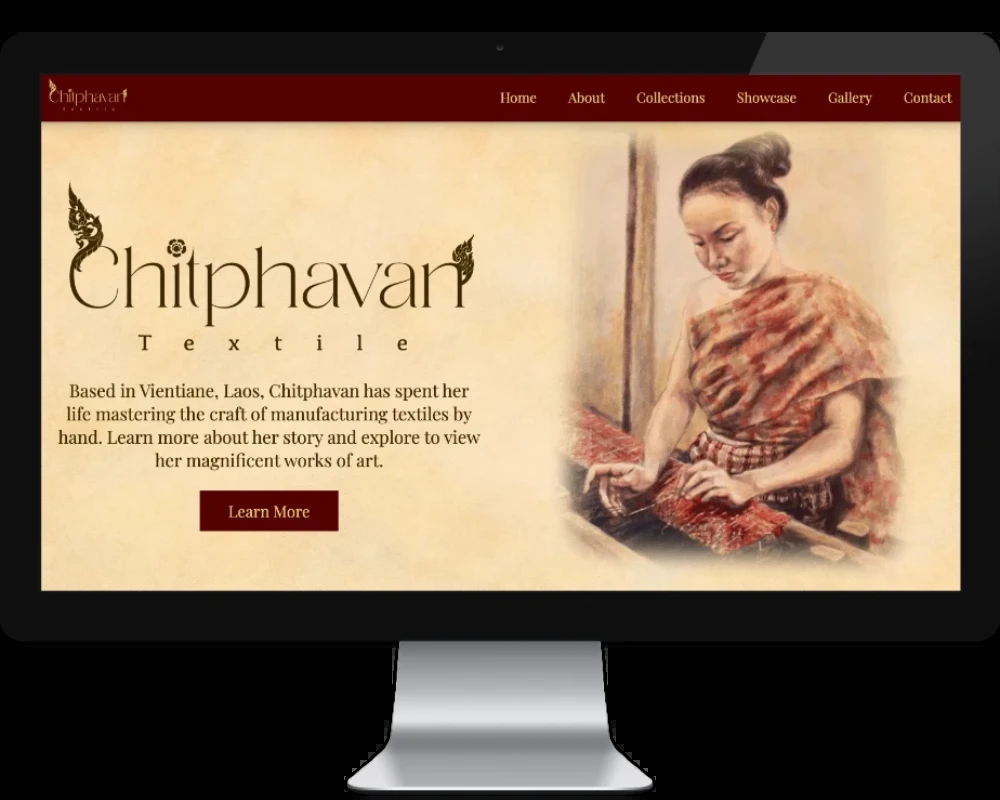 Chitphavan
Textile
Home About Collections Showcase Gallery Contact
Chitphavan
Textile
Based in Vientiane, Laos, Chitphavan has spent her
life mastering the craft of manufacturing textiles by
hand. Learn more about her story and explore to view
her magnificent works of art.
Learn More